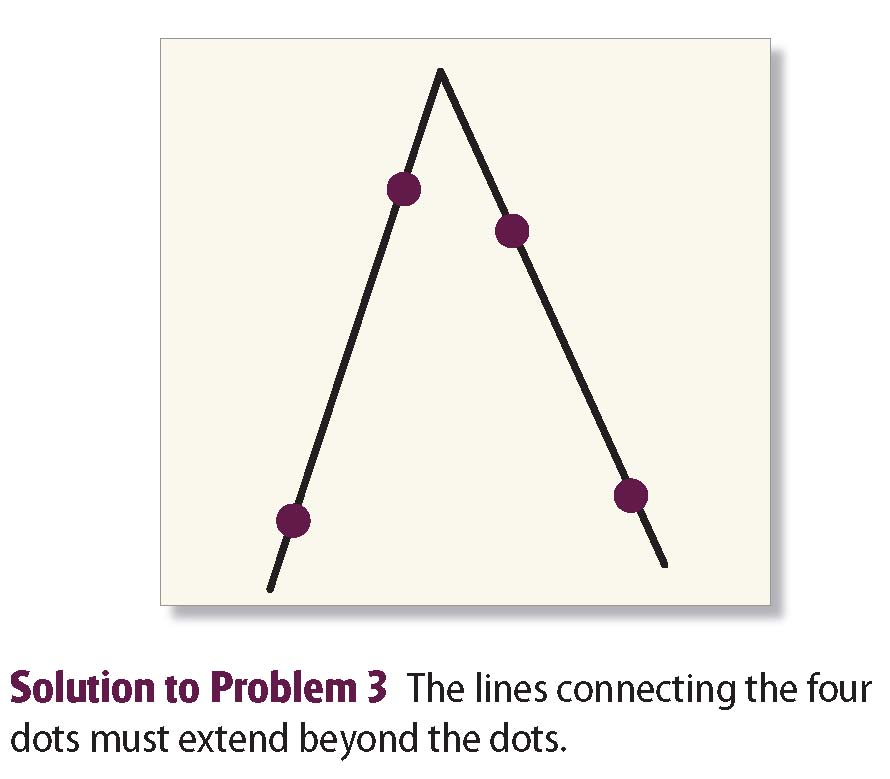 Solution to Problem 3 The lines connecting the four
dots must extend beyond the dots.